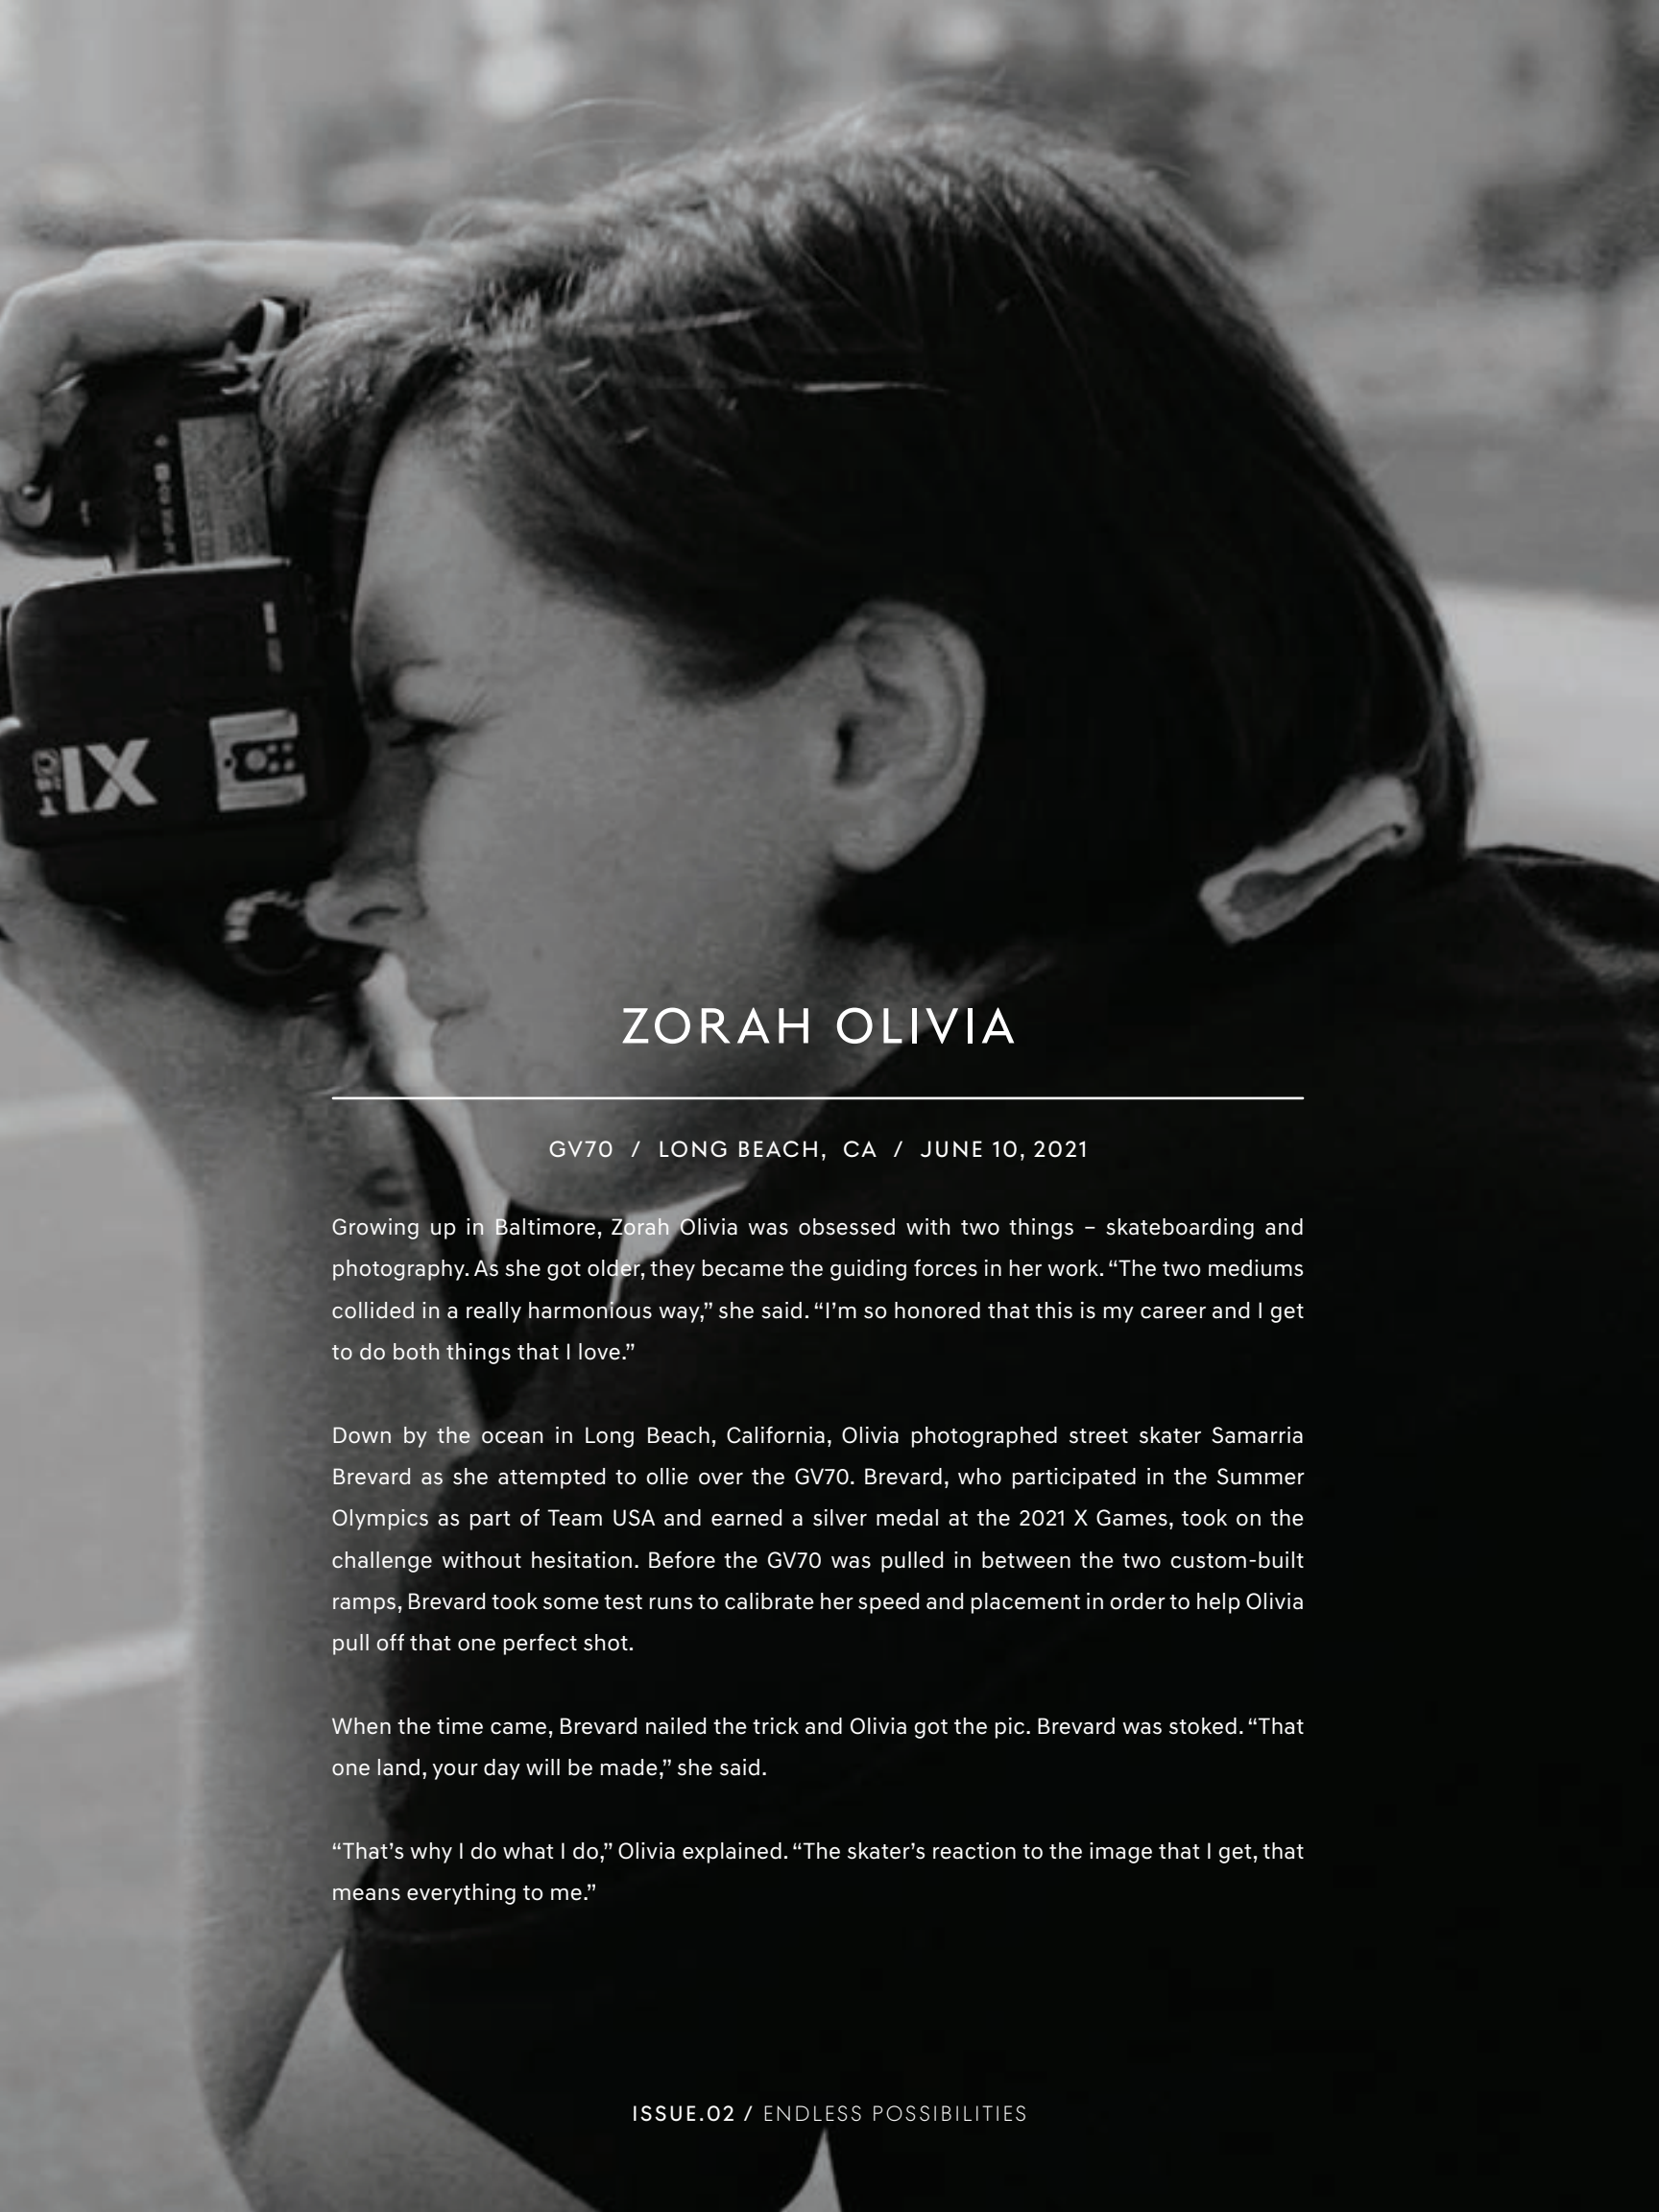 IX
ZORAH OLIVIA
GV70 / LONG BEACH, CA / JUNE 10, 2021
Growing up in Baltimore, Zorah Olivia was obsessed with two things – skateboarding and
photography. As she got older, they became the guiding forces in her work. “The two mediums
collided in a really harmonious way,” she said. “I’m so honored that this is my career and I get
to do both things that I love.”
Down by the ocean in Long Beach, California, Olivia photographed street skater Samarria
Brevard as she attempted to ollie over the GV70. Brevard, who participated in the Summer
Olympics as part of Team USA and earned a silver medal at the 2021 X Games, took on the
challenge without hesitation. Before the GV70 was pulled in between the two custom-built
ramps, Brevard took some test runs to calibrate her speed and placement in order to help Olivia
pull off that one perfect shot.
When the time came, Brevard nailed the trick and Olivia got the pic. Brevard was stoked. “That
one land, your day will be made,” she said.
“That’s why I do what I do,” Olivia explained. “The skater’s reaction to the image that I get, that
means everything to me.”
ISSUE.02 / ENDLESS POSSIBILITIES